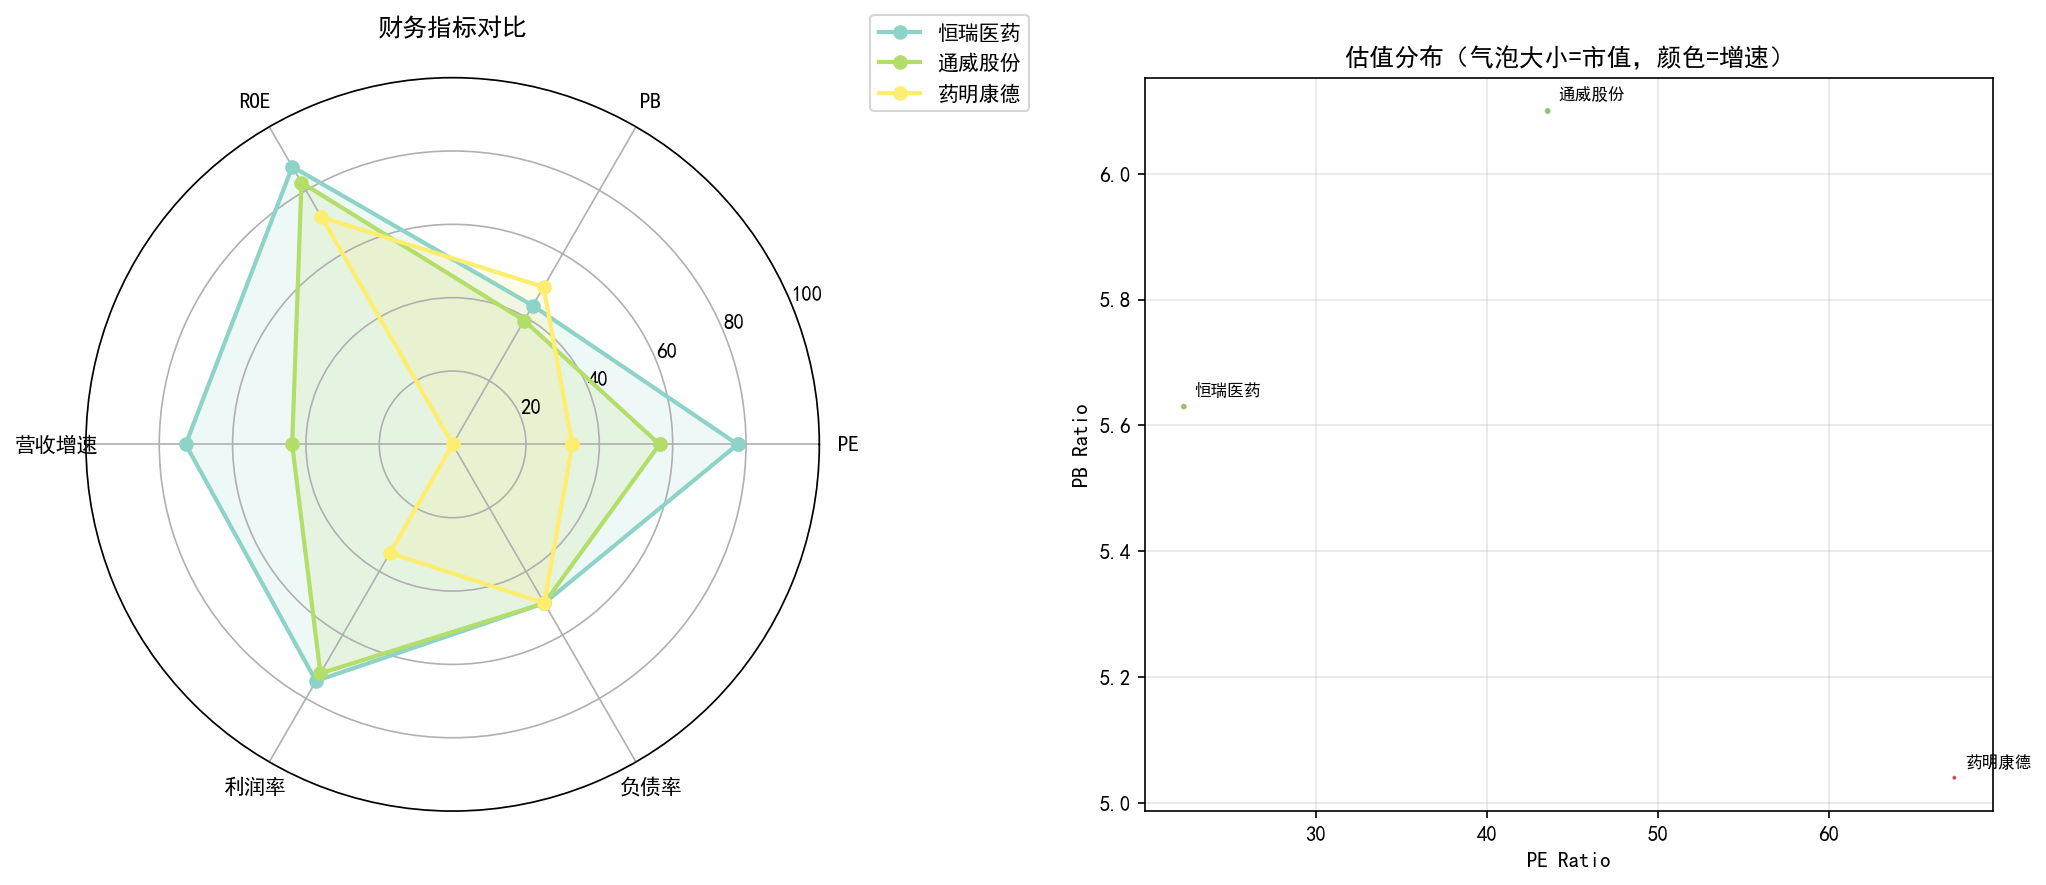 财务指标对比
恒瑞医药
通威股份
药明康德
ROE
PB
营收增速
PE
利润率
负债率
20
40
60
80
100
估值分布（气泡大小=市值，颜色=增速）
通威股份
恒瑞医药
药明康德
PB Ratio
6.0
5.8
5.6
5.4
5.2
5.0
30
40
50
60
PE Ratio